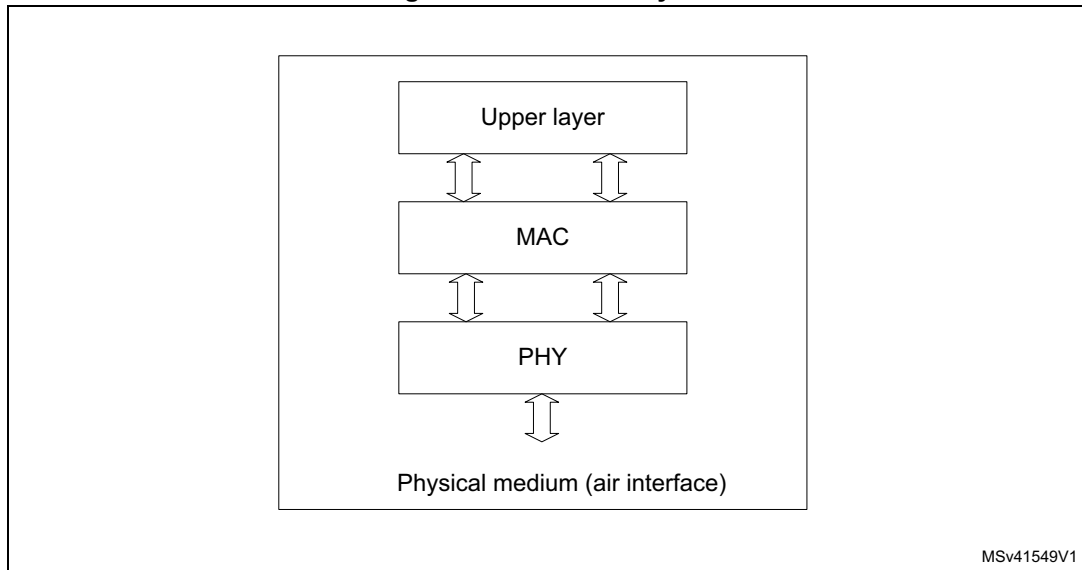 Upper layer
MAC
PHY
Physical medium (air interface)
MSv41549V1